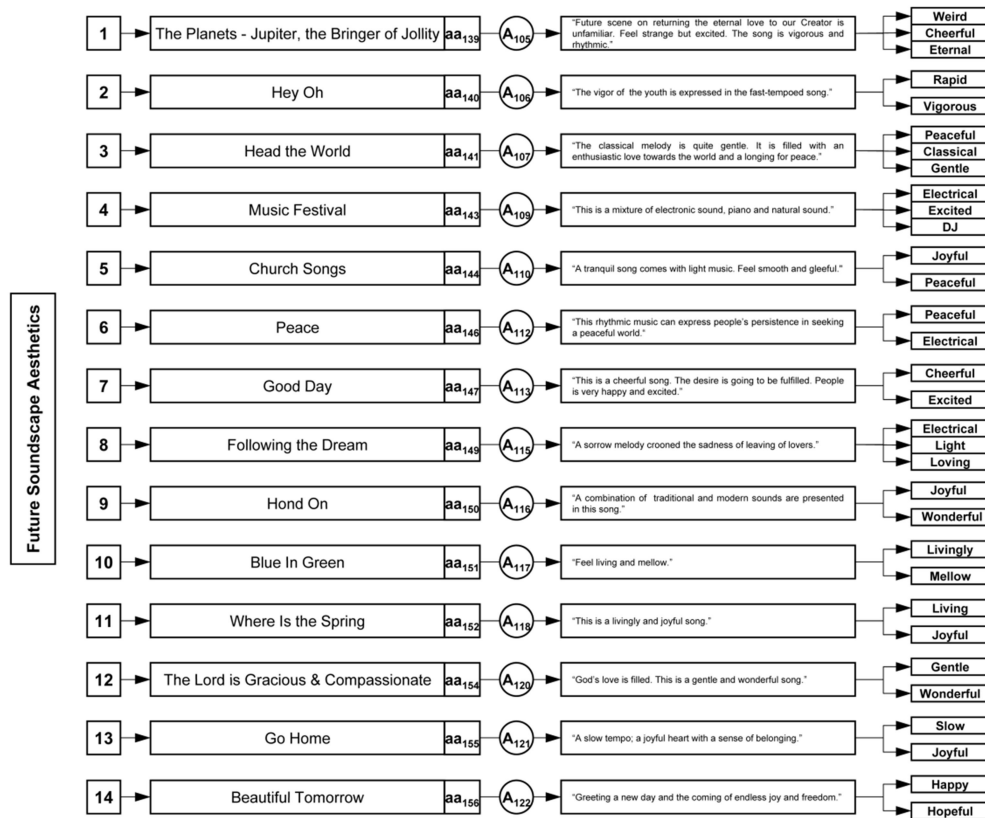 Future Soundscape Aesthetics
1
The Planets - Jupiter, the Bringer of Jollity
aa139
A105
"Future scene on returning the eternal love to our Creator is
unfamiliar. Feel strange but excited. The song is vigorous and
rhythmic."
Weird
Cheerful
Eternal
2
Hey Oh
aa140
A106
"The vigor of the youth is expressed in the fast-tempoed song."
Rapid
Vigorous
3
Head the World
aa141
A107
"The classical melody is quite gentle. It is filled with an
enthusiastic love towards the world and a longing for peace."
Peaceful
Classical
Gentle
4
Music Festival
aa143
A109
"This is a mixture of electronic sound, piano and natural sound."
Electrical
Excited
DJ
5
Church Songs
aa144
A110
"A tranquil song comes with light music. Feel smooth and gleeful."
Joyful
Peaceful
6
Peace
aa146
A112
"This rhythmic music can express people's persistence in seeking
a peaceful world."
Peaceful
Electrical
7
Good Day
aa147
A113
"This is a cheerful song. The desire is going to be fulfilled. People
is very happy and excited."
Cheerful
Excited
8
Following the Dream
aa149
A115
"A sorrow melody crooned the sadness of leaving of lovers."
Electrical
Light
Loving
9
Hond On
aa150
A116
"A combination of traditional and modern sounds are presented
in this song."
Joyful
Wonderful
10
Blue In Green
aa151
A117
"Feel living and mellow."
Livingly
Mellow
11
Where Is the Spring
aa152
A118
"This is a livingly and joyful song."
Living
Joyful
12
The Lord is Gracious & Compassionate
aa154
A120
"God's love is filled. This is a gentle and wonderful song."
Gentle
Wonderful
13
Go Home
aa155
A121
"A slow tempo; a joyful heart with a sense of belonging."
Slow
Joyful
14
Beautiful Tomorrow
aa156
A122
"Greeting a new day and the coming of endless joy and freedom."
Happy
Hopeful